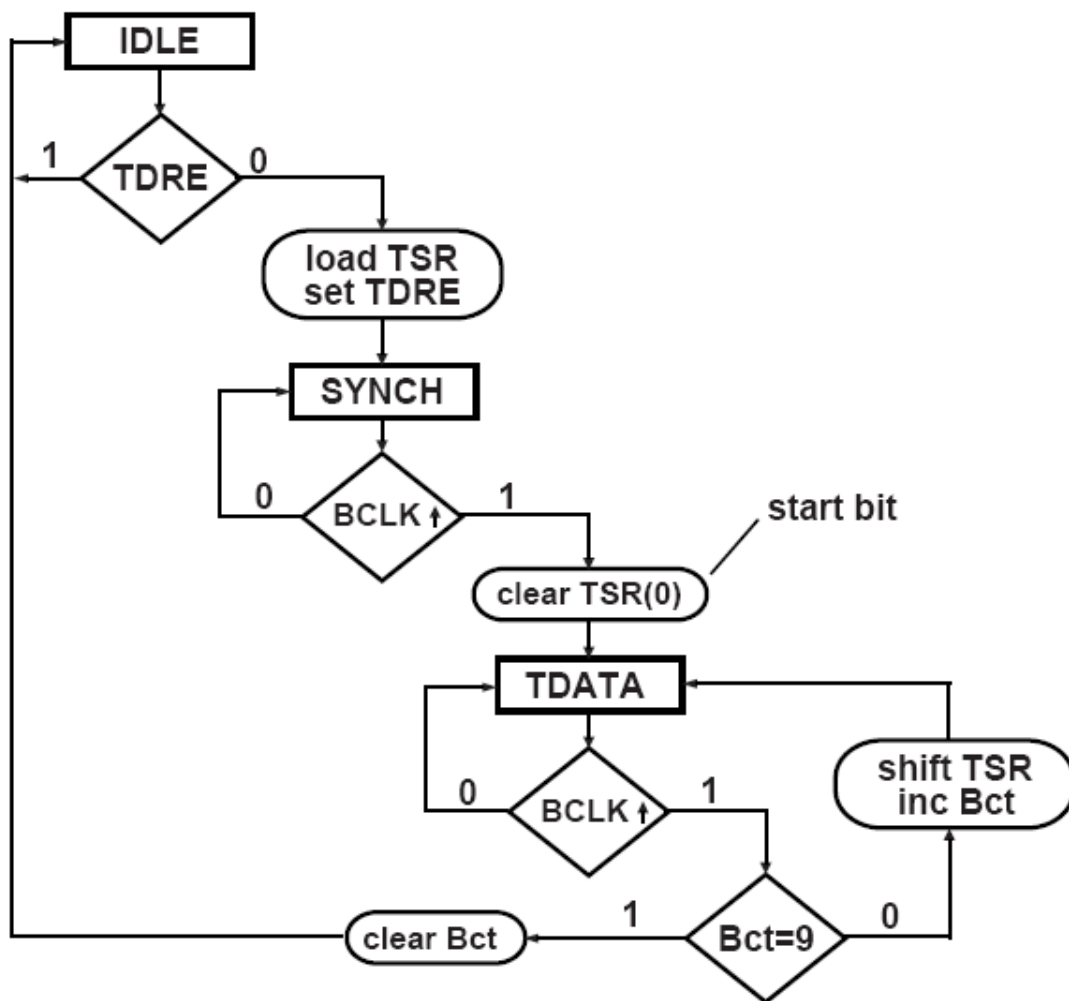 IDLE
TDRE
1
0
load TSR
set TDRE
SYNCH
BCLK ↑
0
1
start bit
clear TSR(0)
TDATA
BCLK ↑
0
1
shift TSR
inc Bct
Bct=9
1
0
clear Bct